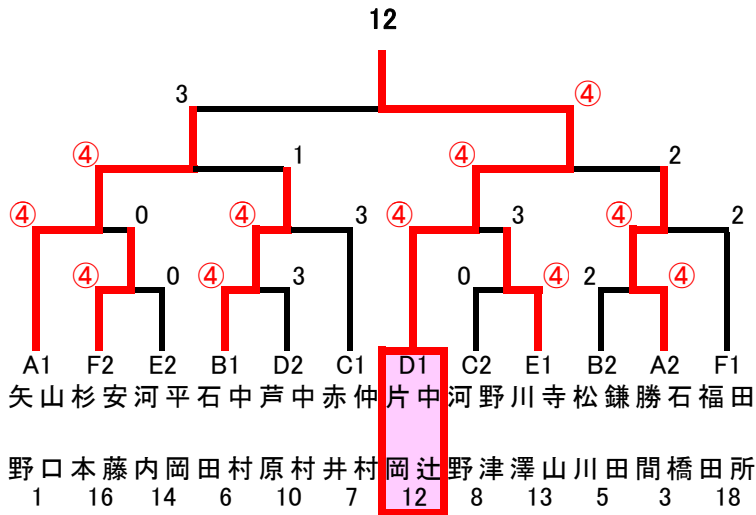 12
3 ④
④ 1 ④ 2
④ 0 ④ 3 ④ 3 ④ 2
④ 0 ④ 3 0 ④ 2 ④
A1 F2 E2 B1 D2 C1 D1 C2 E1 B2 A2 F1
矢山杉安河平石中芦中赤仲片中河野川寺松鎌勝石福田
野口本藤内岡田村原村井村岡辻野津澤山川田間橋田所
1 16 14 6 10 7 12 8 13 5 3 18